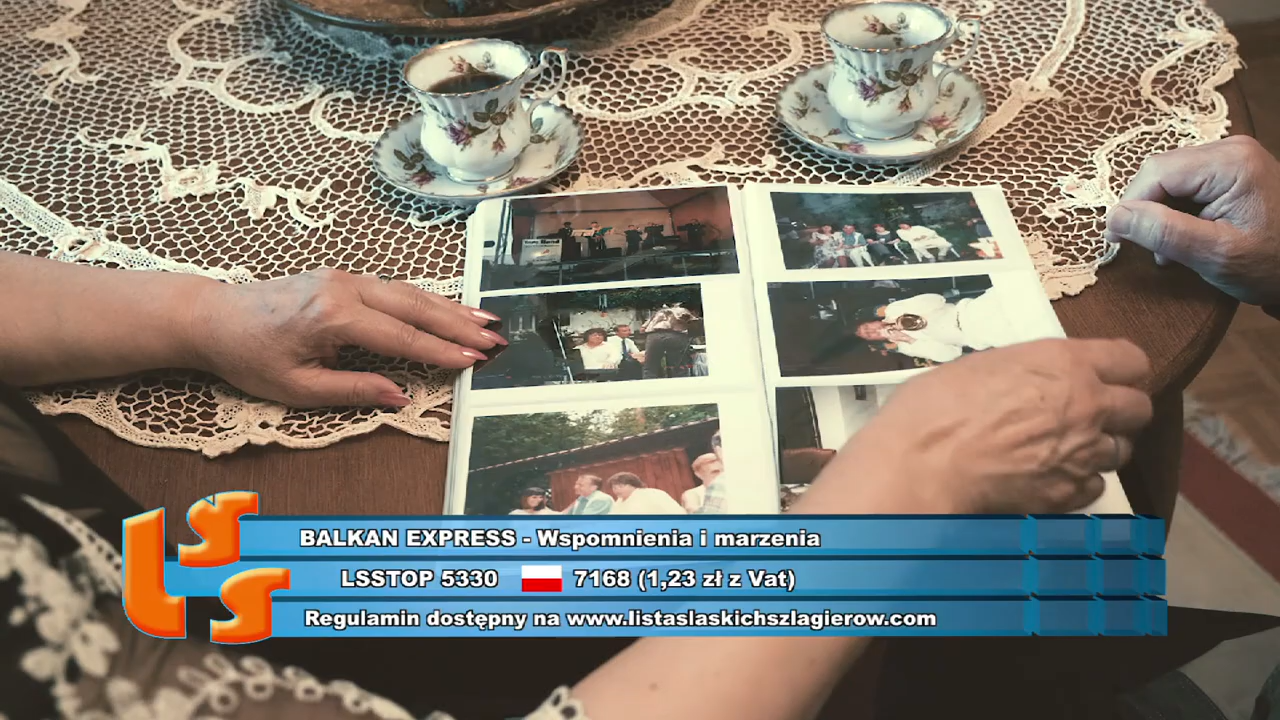 BALKAN EXPRESS - Wspomnienia i marzenia
LSSTOP 5330 7168 (1,23 zł z Vat)
Regulamin dostępny na www.listaslaskichszlagierow.com
LSS